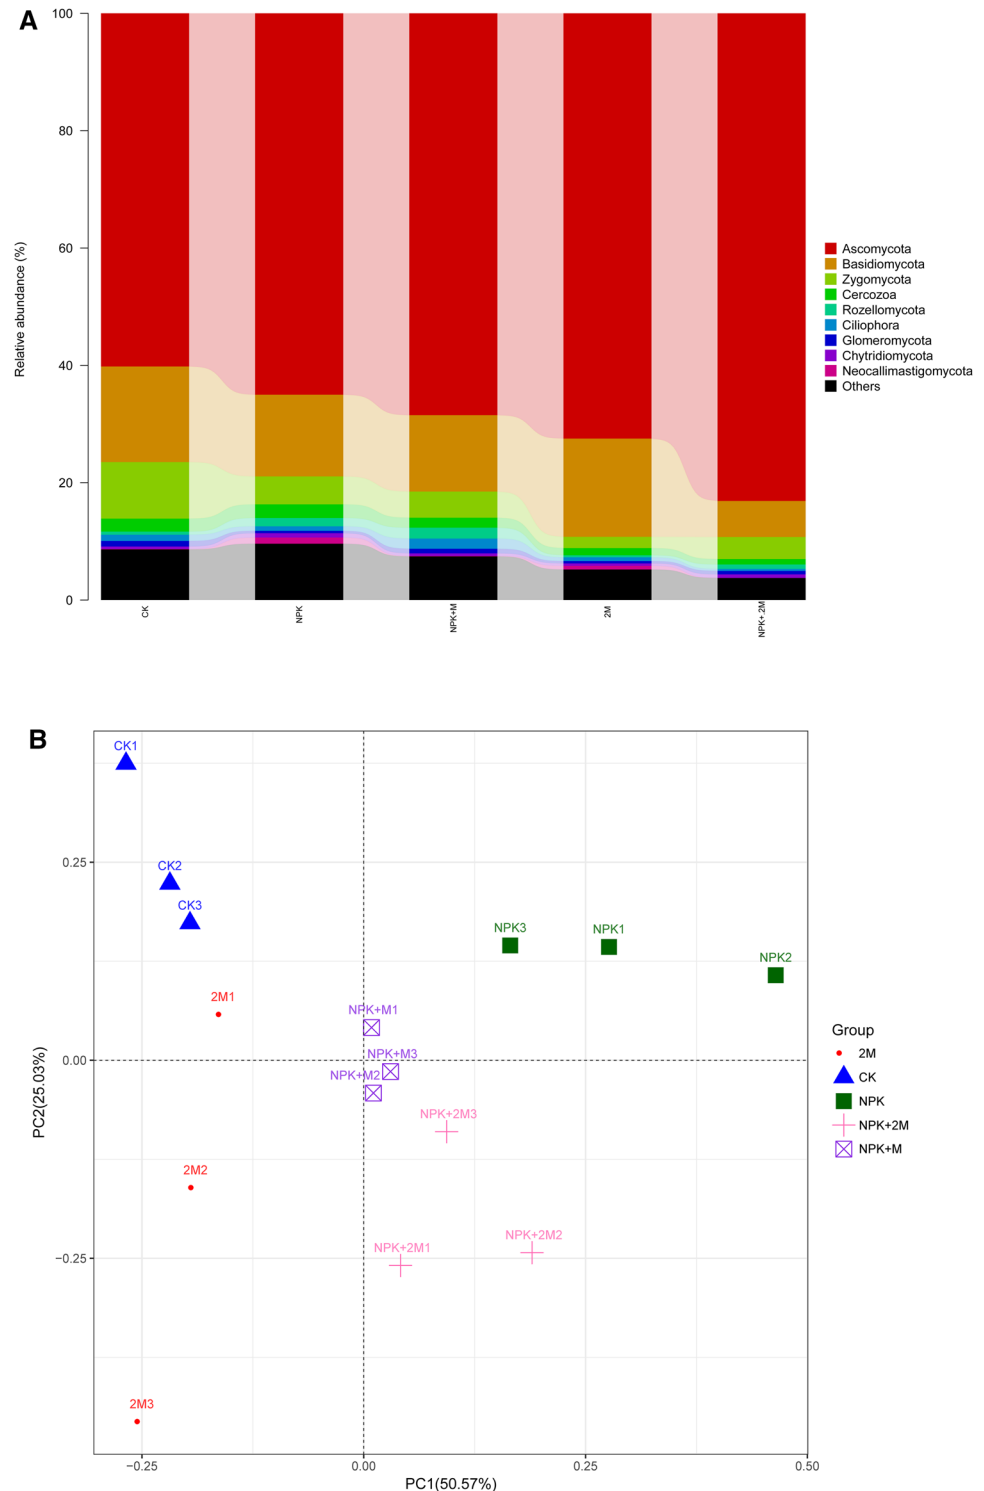 A
100
80
60
40
20
0
Relative abundance (%)
CK
NPK
NPK+M
2M
NPK+.2M
Ascomycota
Basidiomycota
Zygomycota
Cercozoa
Rozellomycota
Ciliophora
Glomeromycota
Chytridiomycota
Neocallimastigomycota
Others
B
CK1
CK2
CK3
2M1
2M2
2M3
NPK3
NPK1
NPK2
NPK+M1
NPK+M3
NPK+M2
NPK+2M3
NPK+2M1
NPK+2M2
0.25
0.00
−0.25
PC2(25.03%)
−0.25
0.00
0.25
0.50
PC1(50.57%)
Group
2M
CK
NPK
NPK+2M
NPK+M